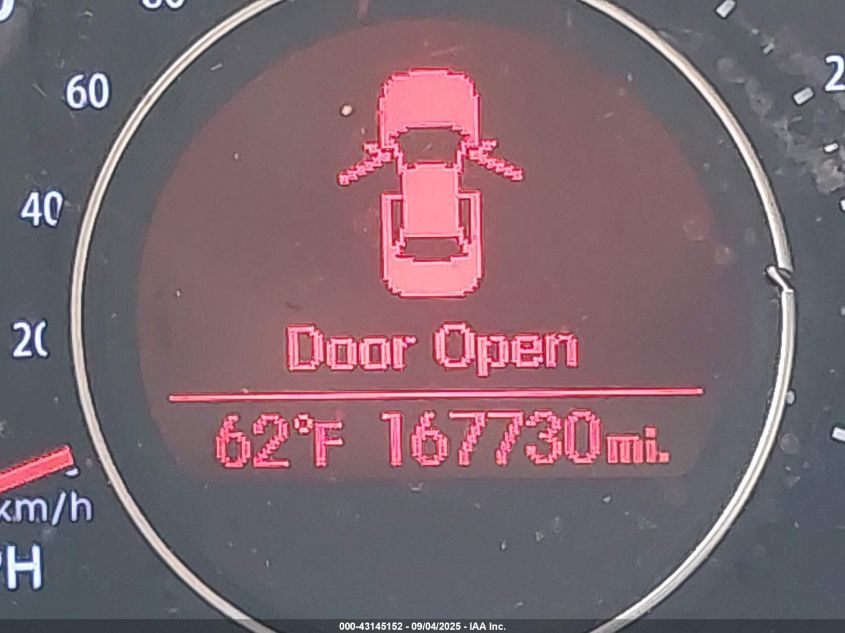 60
40
20
Door Open
62°F 167730mi.
km/h
000-43145152 - 09/04/2025 - IAA Inc.